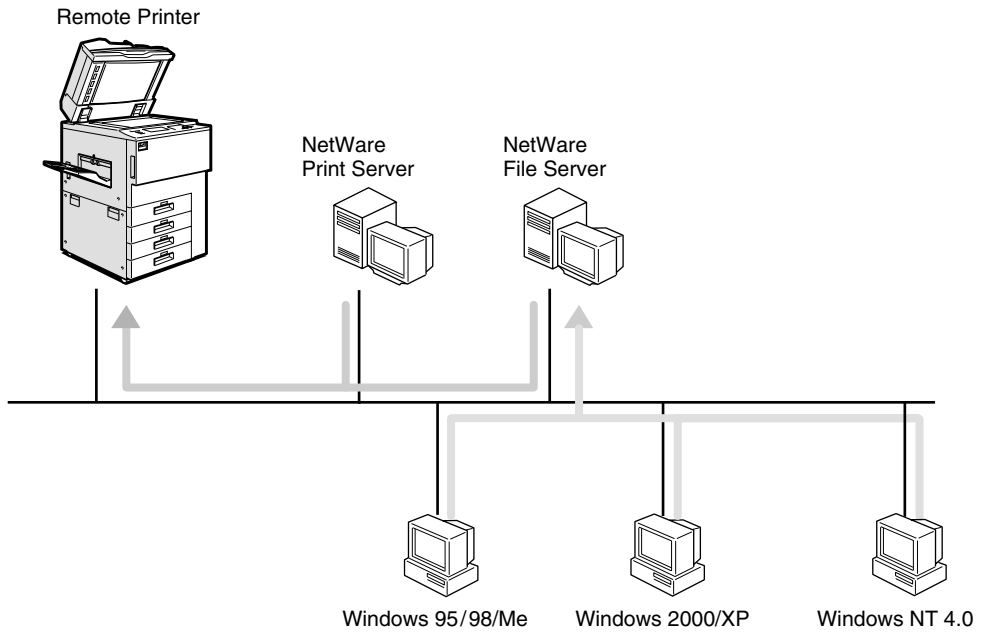 Remote Printer
NetWare
Print Server
NetWare
File Server
Windows 95/98/Me
Windows 2000/XP
Windows NT 4.0